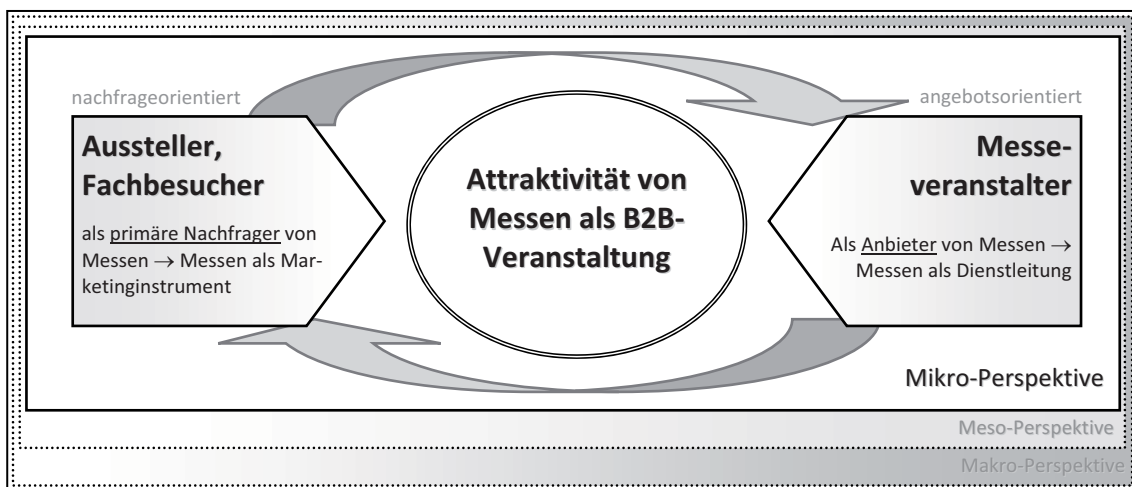 nachfrageorientiert
angebotsorientiert
Aussteller,
Fachbesucher
als primäre Nachfrager von
Messen → Messen als Mar-
ketinginstrument
Attraktivität von
Messen als B2B-
Veranstaltung
Messe-
veranstalter
Als Anbieter von Messen →
Messen als Dienstleitung
Mikro-Perspektive
Meso-Perspektive
Makro-Perspektive